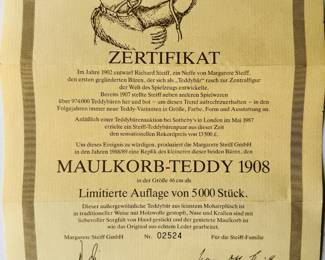 ZERTIFIKAT
Im Jahre 1902 entwarf Richard Steiff, ein Neffe von Margarete Steiff,
den ersten gegliederten Bären, der sich als „Teddybär“ rasch zur Zentralfigur
der Welt des Spielzeugs entwickelte.
Bereits 1907 stellte Steiff neben anderen Spielwaren
über 974000 Teddybären her und bot – um diesen Trend aufrechtzuerhalten – in den
Folgejahren immer neue Teddy-Varianten in Größe, Farbe, Form und Ausstattung an.
Anläßlich einer Teddybärenauktion bei Sotheby's in London im Mai 1987
erzielte ein Steiff-Teddybärenpaar aus dieser Zeit
den sensationellen Rekordpreis von
Um dieses Ereignis zu würdigen, produziert die Margarete Steiff GmbH
in den Jahren 1988/89 eine Replik des kleineren dieser beiden Bären, den
MAULKORB-TEDDY 1908
in der Größe 46 cm als
Limitierte Auflage von 5000 Stück.
Dieser außergewöhnliche Teddybär aus feinstem Mohairplüsch ist
in traditioneller Weise mit Holzwolle gestopft, Nase und Krallen sind mit
liebevoller Sorgfalt von Hand gestickt und der genietete Maulkorb ist
wie das Original aus echtem Leder gearbeitet.
Margarete Steiff GmbH Nr. 02524 Für die Steiff-Familie